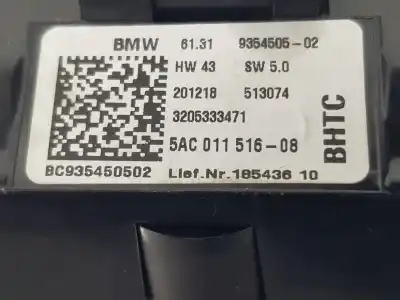 BMW 61.31 9354505-02
HW 43 SW 5.0
201218 513074
3205333471
5AC 011 516-08
BC935450502 Lief.Nr.185436 10
BHTC